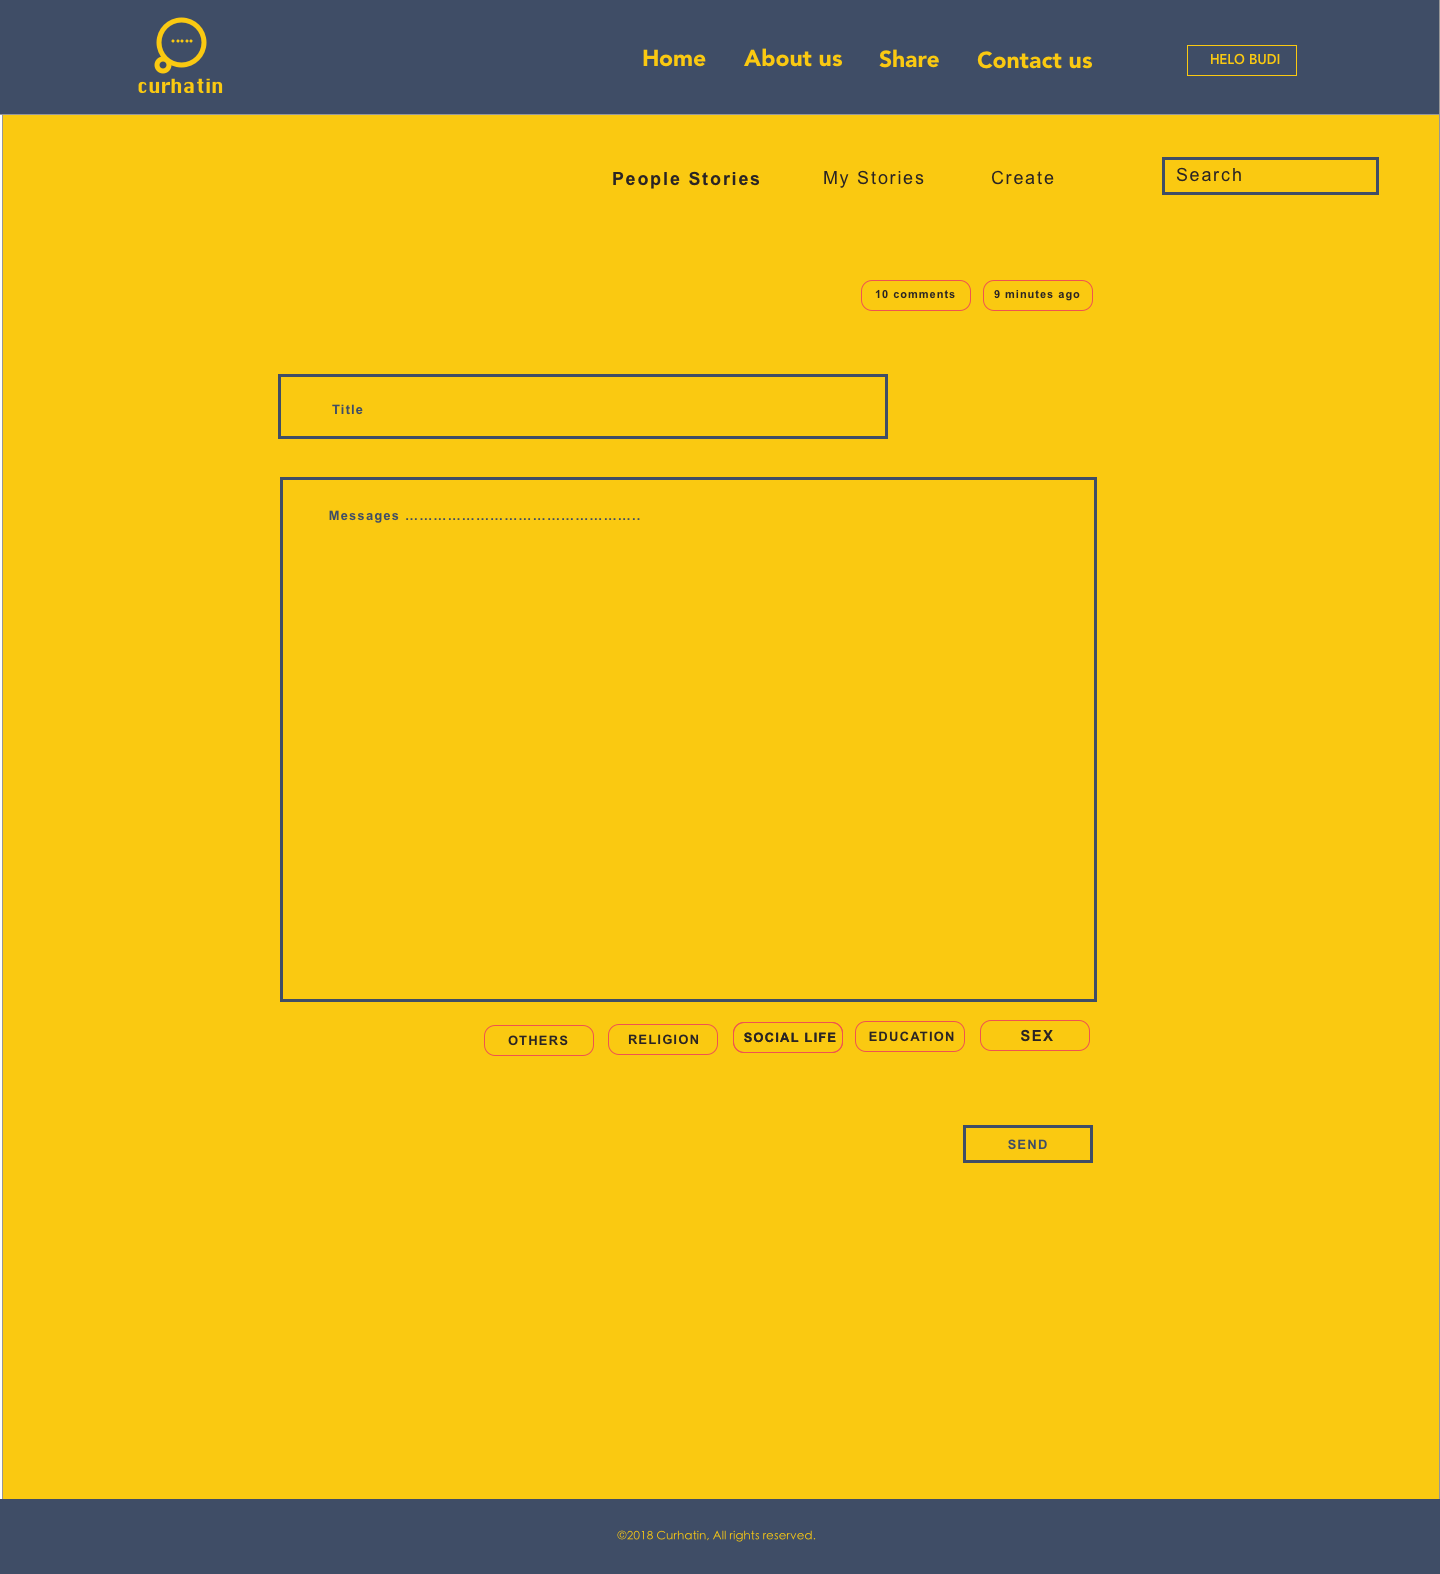 curhatin
Home About us Share Contact us
HELO BUDI
People Stories My Stories Create
Search
10 comments 9 minutes ago
Title
Messages ……………………………………..
OTHERS RELIGION SOCIAL LIFE EDUCATION SEX
SEND
©2018 Curhatin. All rights reserved.